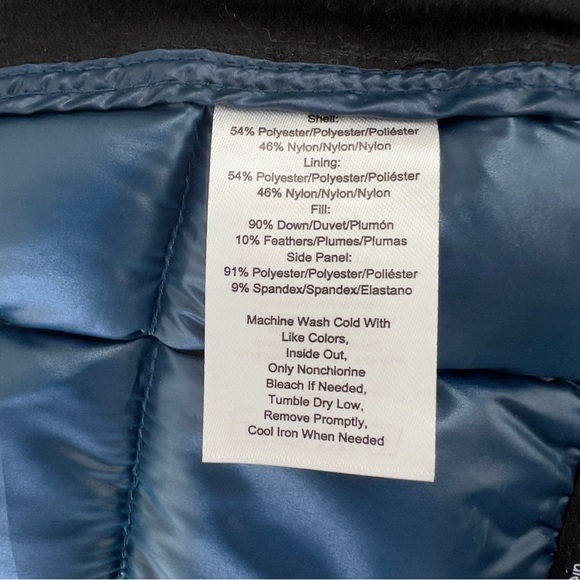 Shell:
54% Polyester/Polyester/Poliéster
46% Nylon/Nylon/Nylon
Lining:
54% Polyester/Polyester/Poliéster
46% Nylon/Nylon/Nylon
Fill:
90% Down/Duvet/Plumón
10% Feathers/Plumes/Plumas
Side Panel:
91% Polyester/Polyester/Poliéster
9% Spandex/Spandex/Elastano
Machine Wash Cold With
Like Colors,
Inside Out,
Only Nonchlorine
Bleach If Needed,
Tumble Dry Low,
Remove Promptly,
Cool Iron When Needed